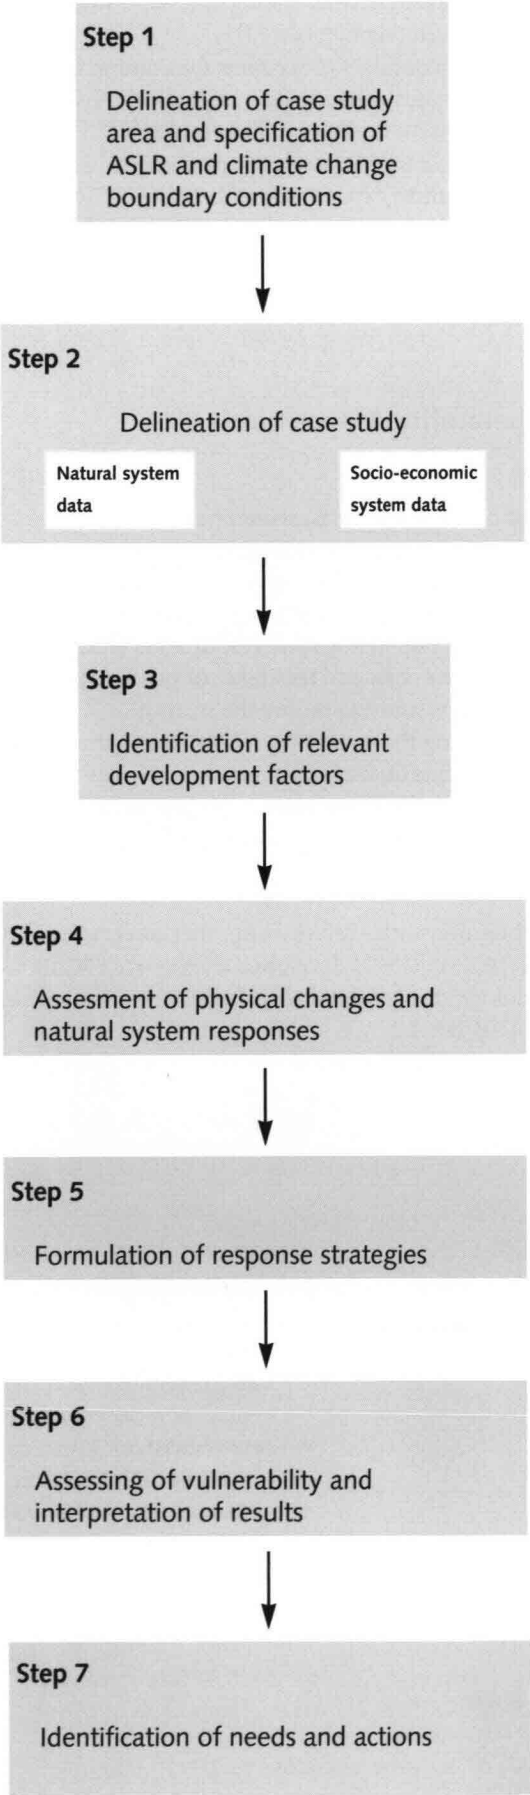 Step 1
Delineation of case study
area and specification of
ASLR and climate change
boundary conditions
Step 2
Delineation of case study
Natural system
data
Socio-economic
system data
Step 3
Identification of relevant
development factors
Step 4
Assesment of physical changes and
natural system responses
Step 5
Formulation of response strategies
Step 6
Assessing of vulnerability and
interpretation of results
Step 7
Identification of needs and actions